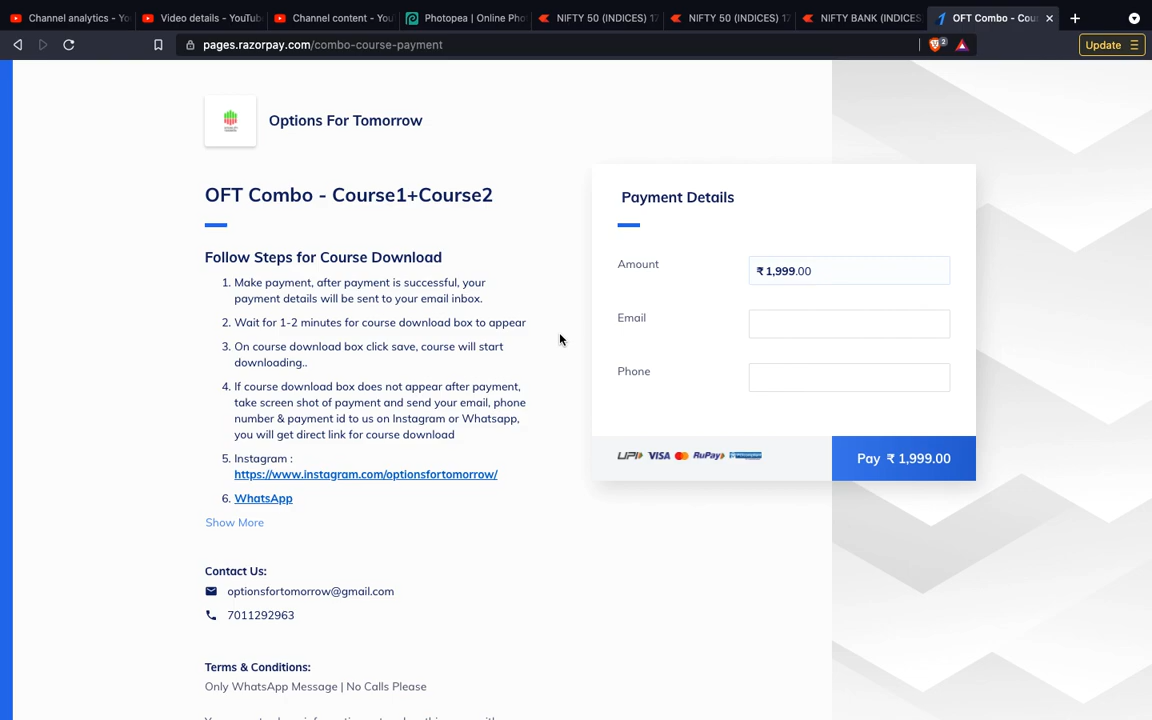 Channel analytics - Yo
Video details - YouTub
Channel content - You
Photopea | Online Pho
NIFTY 50 (INDICES) 17
NIFTY 50 (INDICES) 17
NIFTY BANK (INDICES
OFT Combo - Cou
pages.razorpay.com/combo-course-payment
2
Update
Options For Tomorrow
OFT Combo - Course1+Course2
Follow Steps for Course Download
1. Make payment, after payment is successful, your
payment details will be sent to your email inbox.
2. Wait for 1-2 minutes for course download box to appear
3. On course download box click save, course will start
downloading..
4. If course download box does not appear after payment,
take screen shot of payment and send your email, phone
number & payment id to us on Instagram or Whatsapp,
you will get direct link for course download
5. Instagram :
https://www.instagram.com/optionsfortomorrow/
6. WhatsApp
Show More
Contact Us:
optionsfortomorrow@gmail.com
7011292963
Terms & Conditions:
Only WhatsApp Message | No Calls Please
Payment Details
Amount
₹ 1,999.00
Email
Phone
UPI VISA RuPay
Pay ₹ 1,999.00